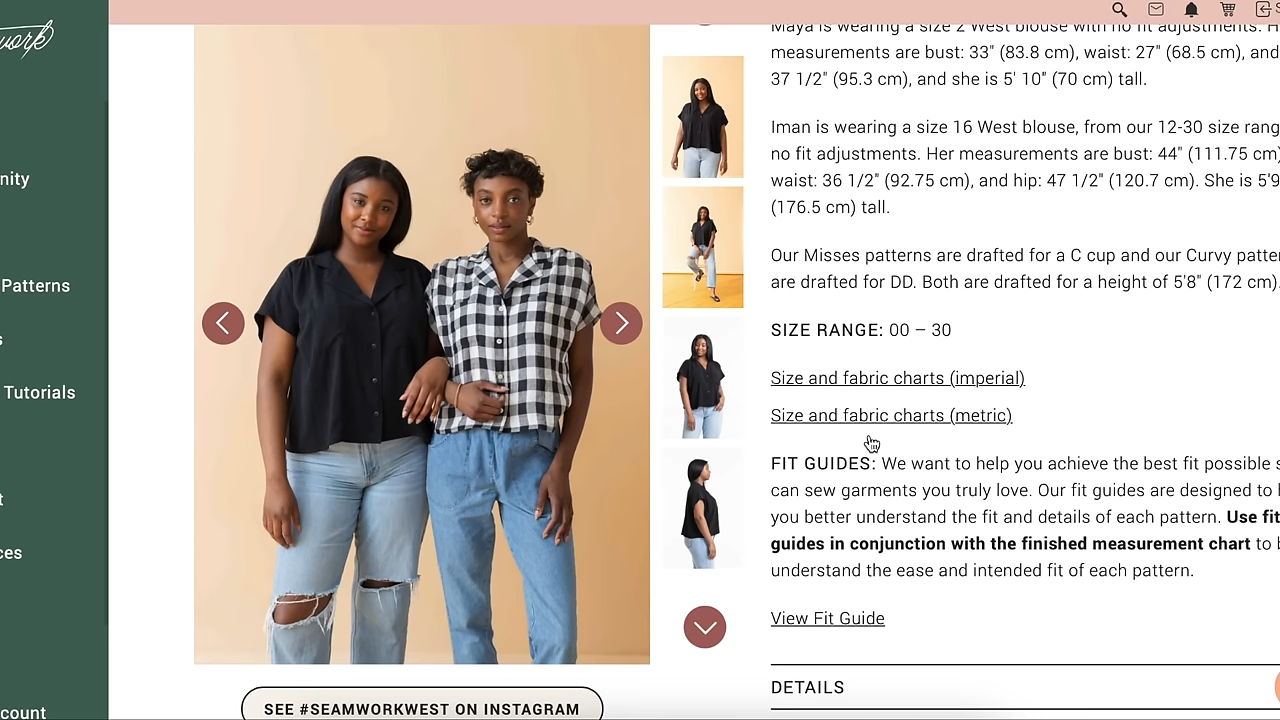 work
nity
Patterns
s
Tutorials
t
ces
count
SEE #SEAMWORKWEST ON INSTAGRAM
Maya is wearing a size 2 West blouse with no fit adjustments. H
measurements are bust: 33" (83.8 cm), waist: 27" (68.5 cm), and
37 1/2" (95.3 cm), and she is 5' 10" (70 cm) tall.
Iman is wearing a size 16 West blouse, from our 12-30 size rang
no fit adjustments. Her measurements are bust: 44" (111.75 cm)
waist: 36 1/2" (92.75 cm), and hip: 47 1/2" (120.7 cm). She is 5'9
(176.5 cm) tall.
Our Misses patterns are drafted for a C cup and our Curvy patte
are drafted for DD. Both are drafted for a height of 5'8" (172 cm).
SIZE RANGE: 00 – 30
Size and fabric charts (imperial)
Size and fabric charts (metric)
FIT GUIDES: We want to help you achieve the best fit possible s
can sew garments you truly love. Our fit guides are designed to h
you better understand the fit and details of each pattern. Use fit
guides in conjunction with the finished measurement chart to b
understand the ease and intended fit of each pattern.
View Fit Guide
DETAILS